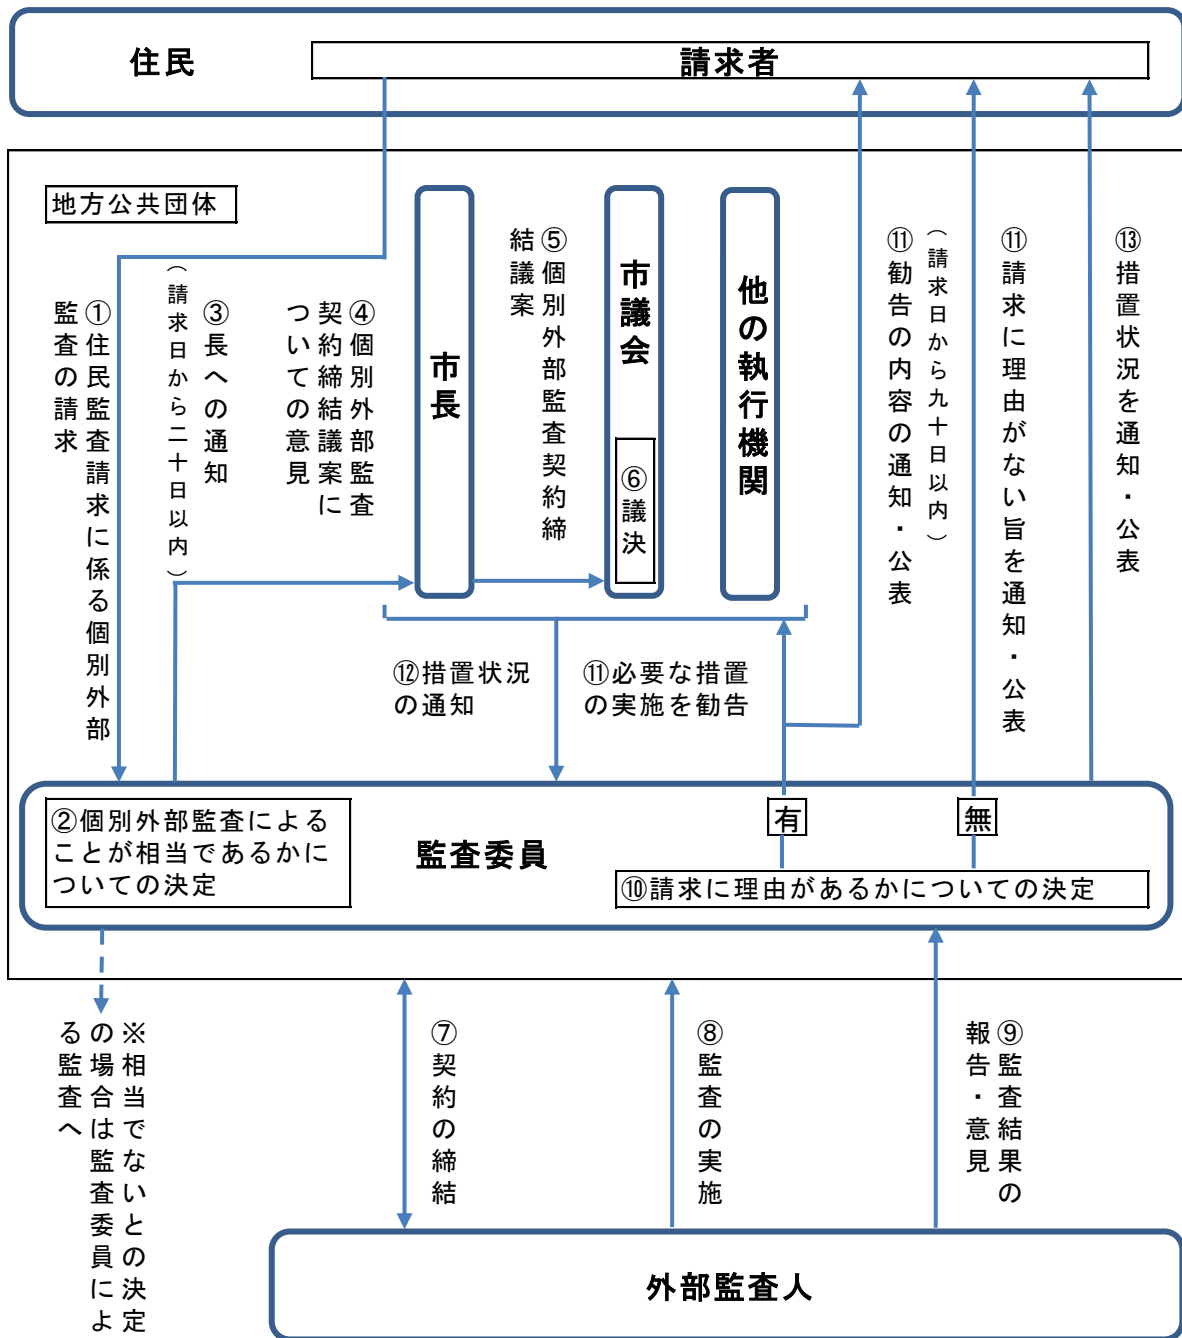 住民
請求者
地方公共団体
①住民監査請求に係る個別外部
監査の請求
③長への通知
（請求日から二十日以内）
④個別外部監査
契約締結議案に
ついての意見
市長
⑤個別外部監査契約締
結議案
市議会
⑥議決
他の執行機関
⑪勧告の内容の通知・公表
（請求日から九十日以内）
⑪請求に理由がない旨を通知・公表
⑬措置状況を通知・公表
⑫措置状況
の通知
⑪必要な措置
の実施を勧告
②個別外部監査による
ことが相当であるかに
ついての決定
監査委員
有
無
⑩請求に理由があるかについての決定
※相当でないとの決定
の場合は監査委員によ
る監査へ
⑦契約の締結
⑧監査の実施
⑨監査結果の
報告・意見
外部監査人